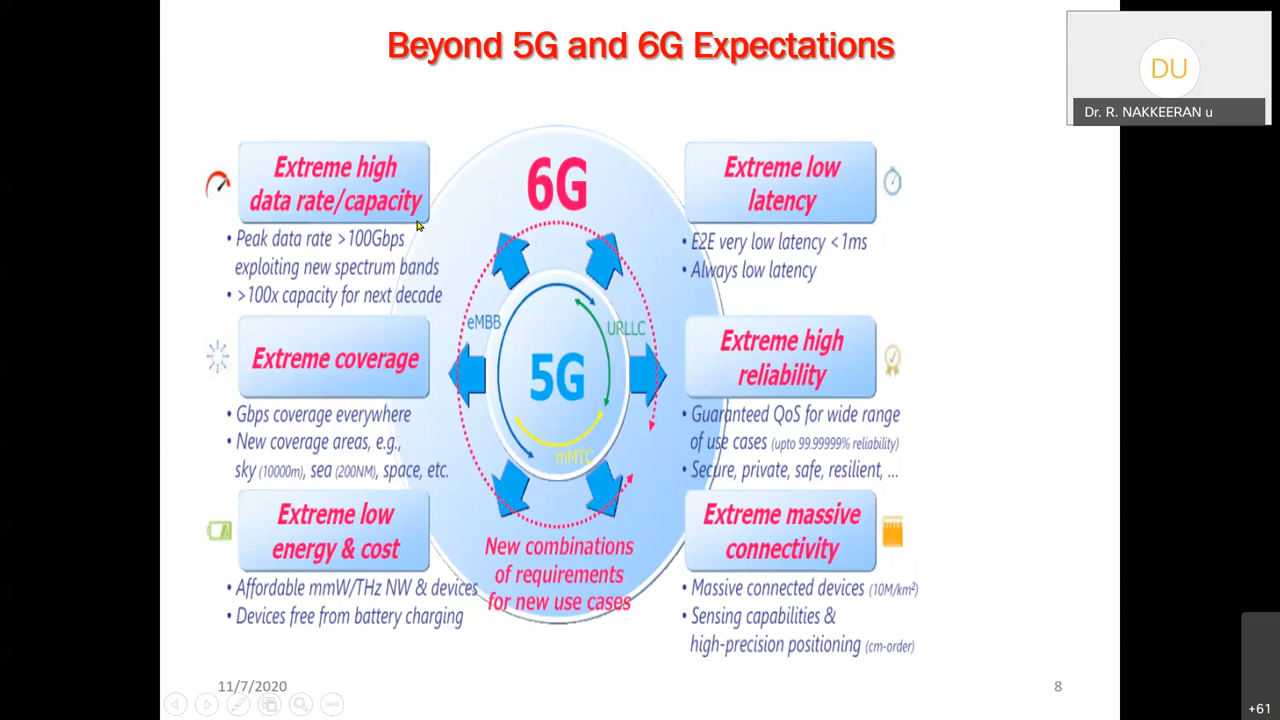 Beyond 5G and 6G Expectations
DU
Dr. R. NAKKEERAN u
Extreme high
data rate/capacity
• Peak data rate >100Gbps
exploiting new spectrum bands
• >100x capacity for next decade
Extreme coverage
• Gbps coverage everywhere
• New coverage areas, e.g.,
sky (10000m), sea (200NM), space, etc.
Extreme low
energy & cost
• Affordable mmW/THz NW & devices
• Devices free from battery charging
6G
eMBB
URLLC
5G
mMTC
New combinations
of requirements
for new use cases
Extreme low
latency
• E2E very low latency <1ms
• Always low latency
Extreme high
reliability
• Guaranteed QoS for wide range
of use cases (upto 99.99999% reliability)
• Secure, private, safe, resilient, ...
Extreme massive
connectivity
• Massive connected devices (10M/km²)
• Sensing capabilities &
high-precision positioning (cm-order)
11/7/2020
8
+61